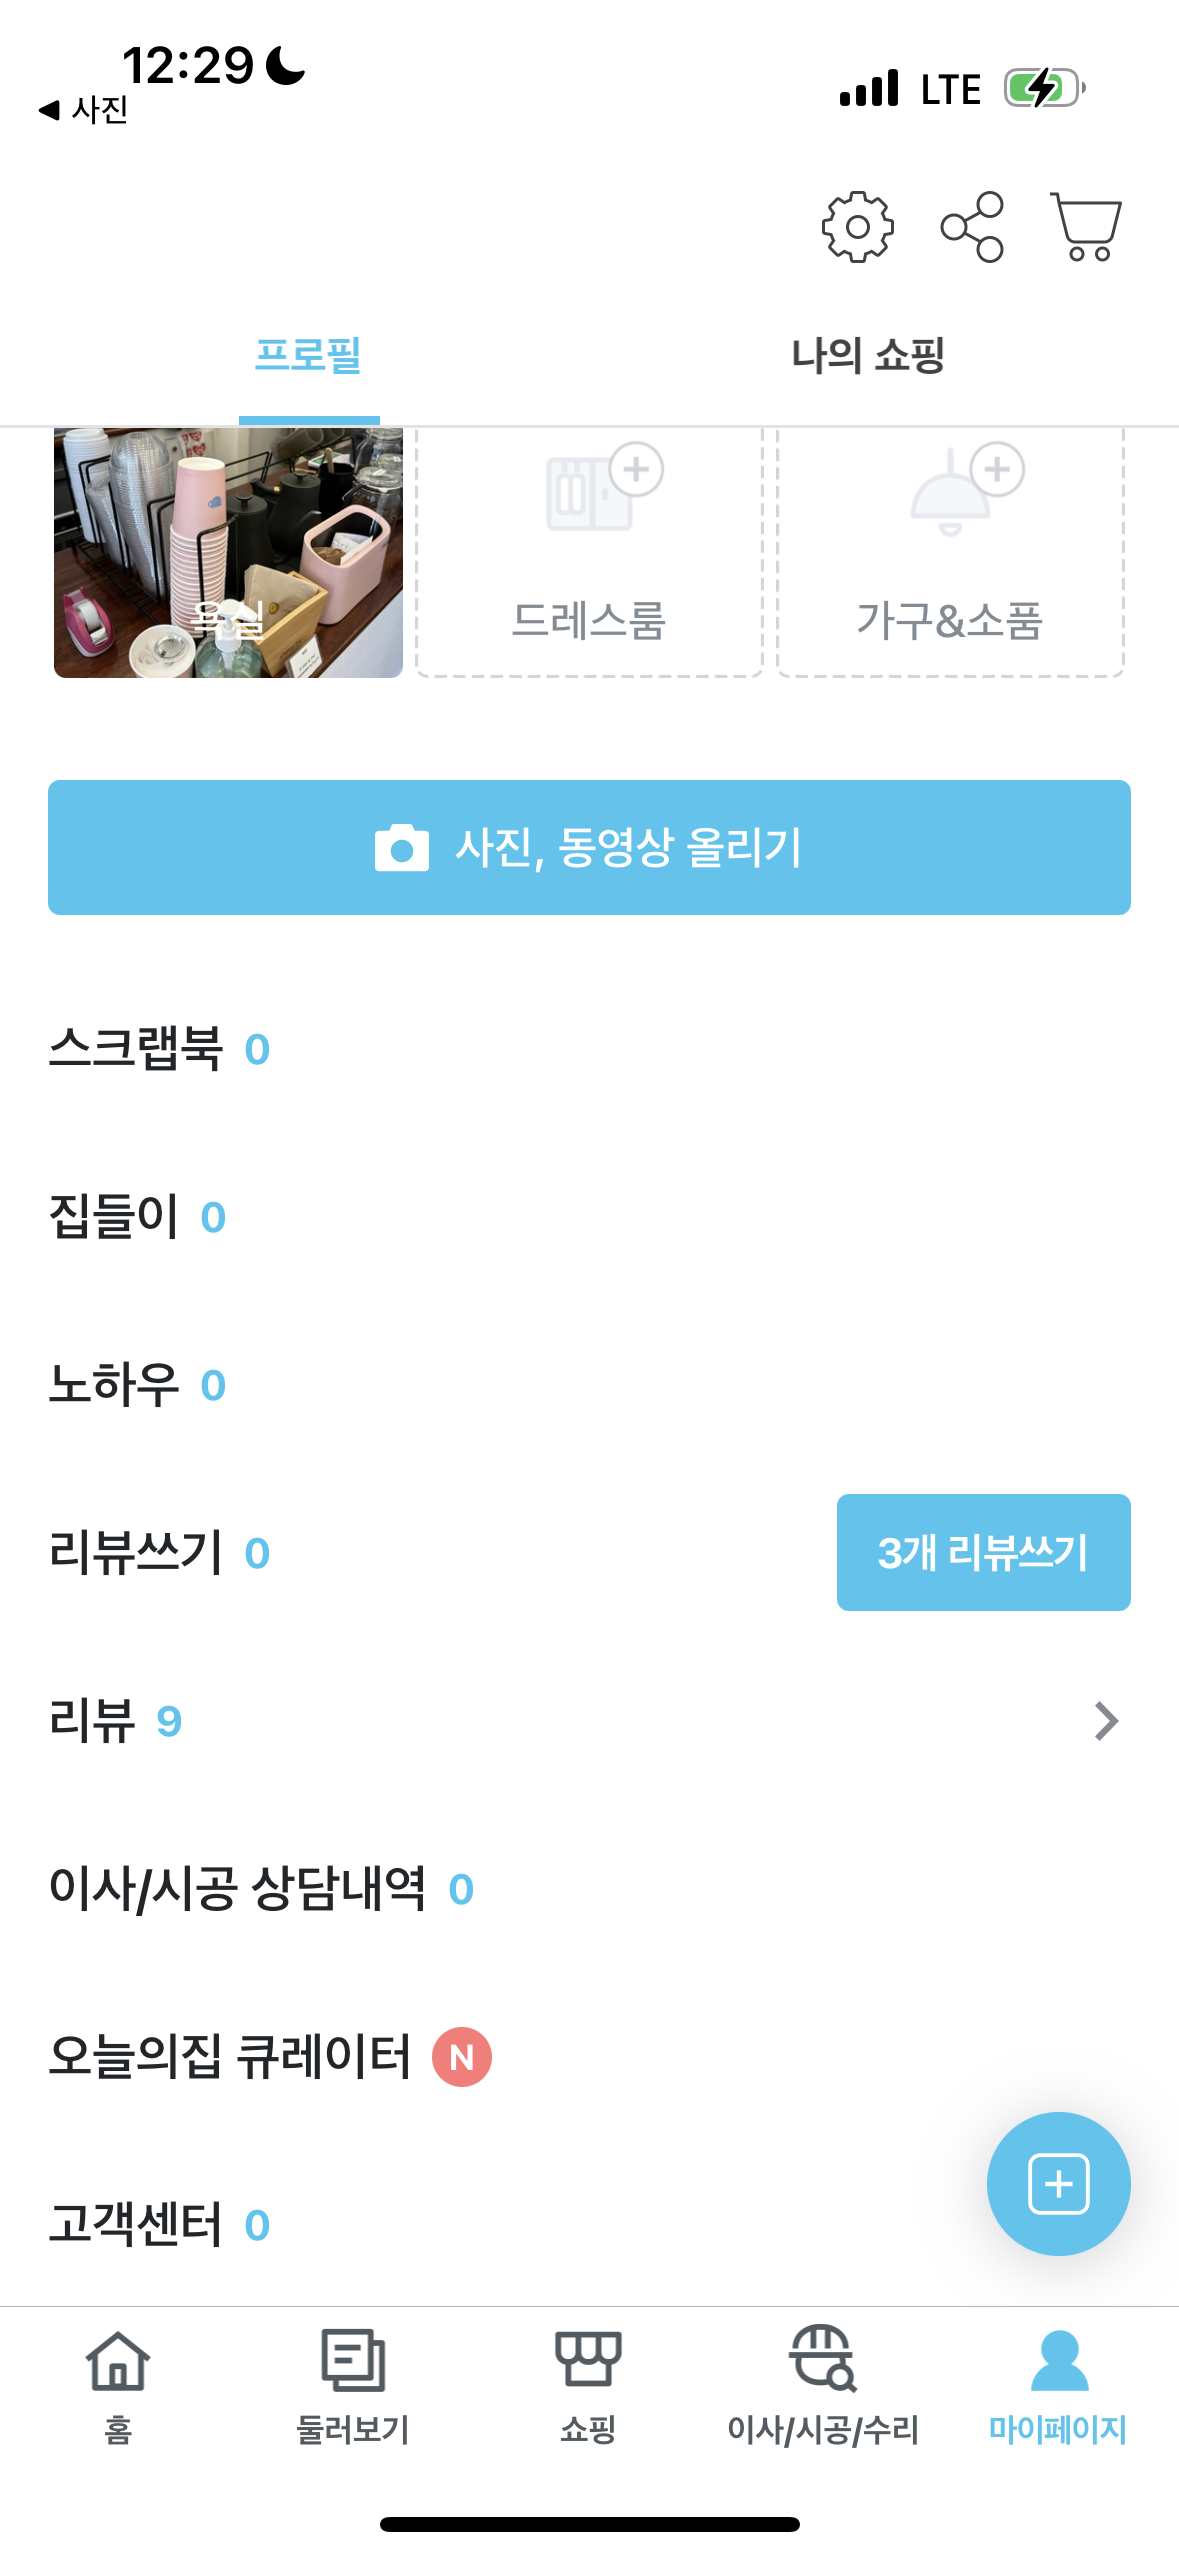 12:29
◀ 사진
LTE
프로필
나의 쇼핑
욕실
드레스룸
가구&소품
사진, 동영상 올리기
스크랩북 0
집들이 0
노하우 0
리뷰쓰기 0
3개 리뷰쓰기
리뷰 9
이사/시공 상담내역 0
오늘의집 큐레이터 N
고객센터 0
홈
둘러보기
쇼핑
이사/시공/수리
마이페이지